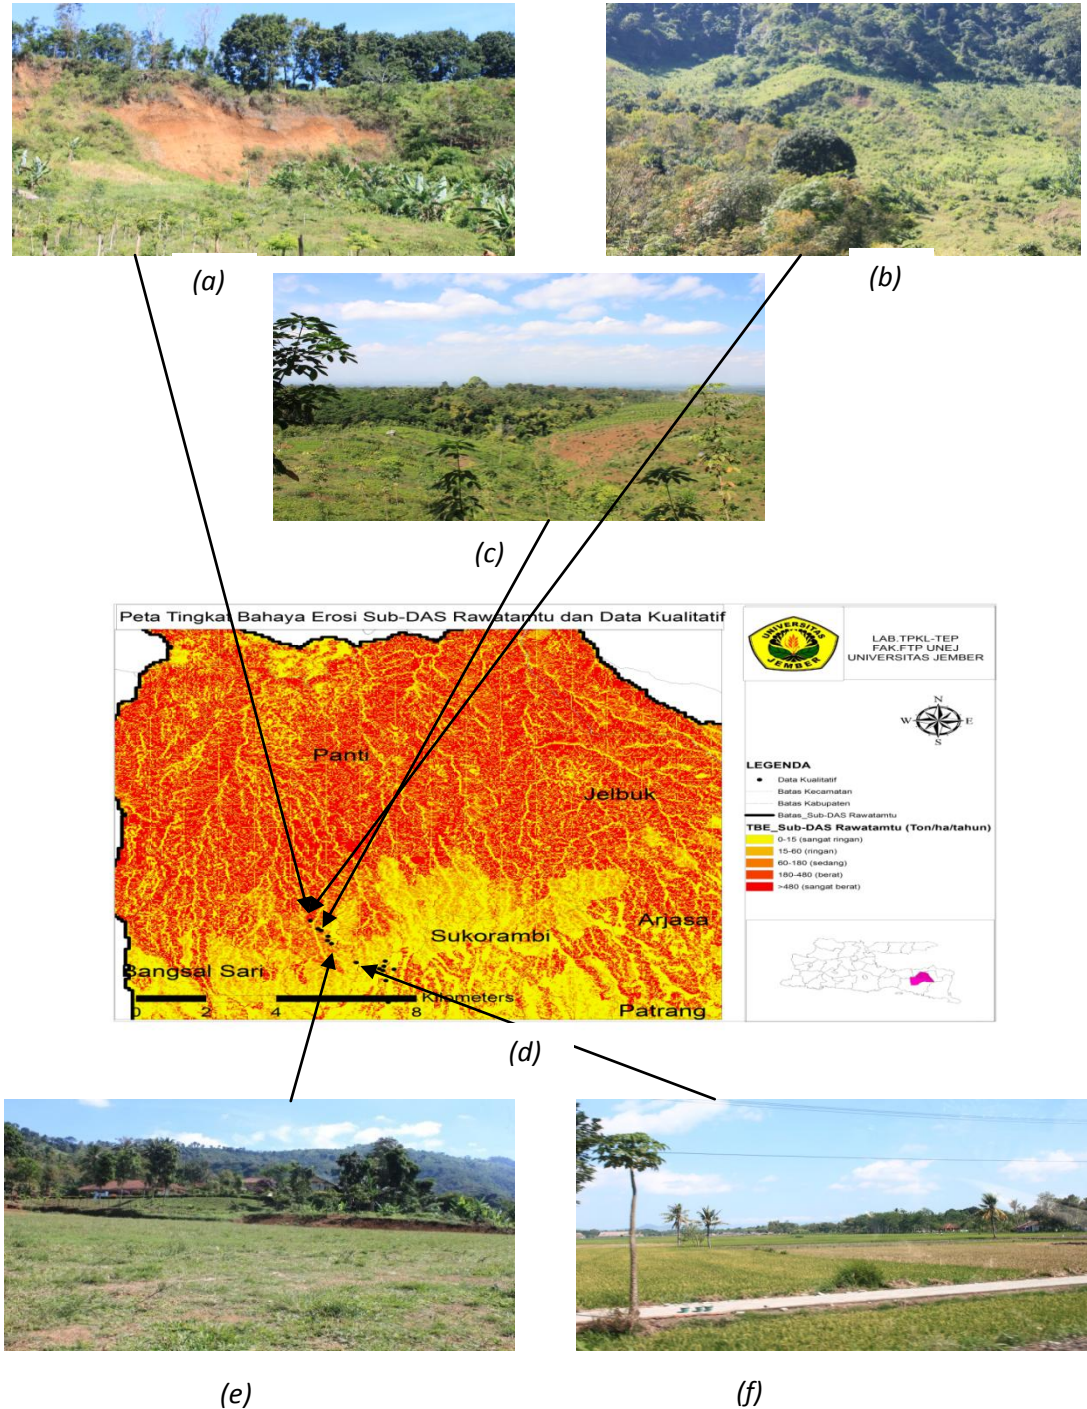 (a)
(b)
(c)
Peta Tingkat Bahaya Erosi Sub-DAS Rawatamtu dan Data Kualitatif
Panti
Jelbuk
Arjasa
Sukorambi
Bangsal Sari
Patrang
Kilometers
0 2 4 8
UNIVERSITAS
JEMBER
LAB.TPKL-TEP
FAK.FTP UNEJ
UNIVERSITAS JEMBER
N
W E
S
LEGENDA
Data Kualitatif
Batas Kecamatan
Batas Kabupaten
Batas_Sub-DAS Rawatamtu
TBE_Sub-DAS Rawatamtu (Ton/ha/tahun)
0-15 (sangat ringan)
15-60 (ringan)
60-180 (sedang)
180-480 (berat)
>480 (sangat berat)
(d)
(e)
(f)